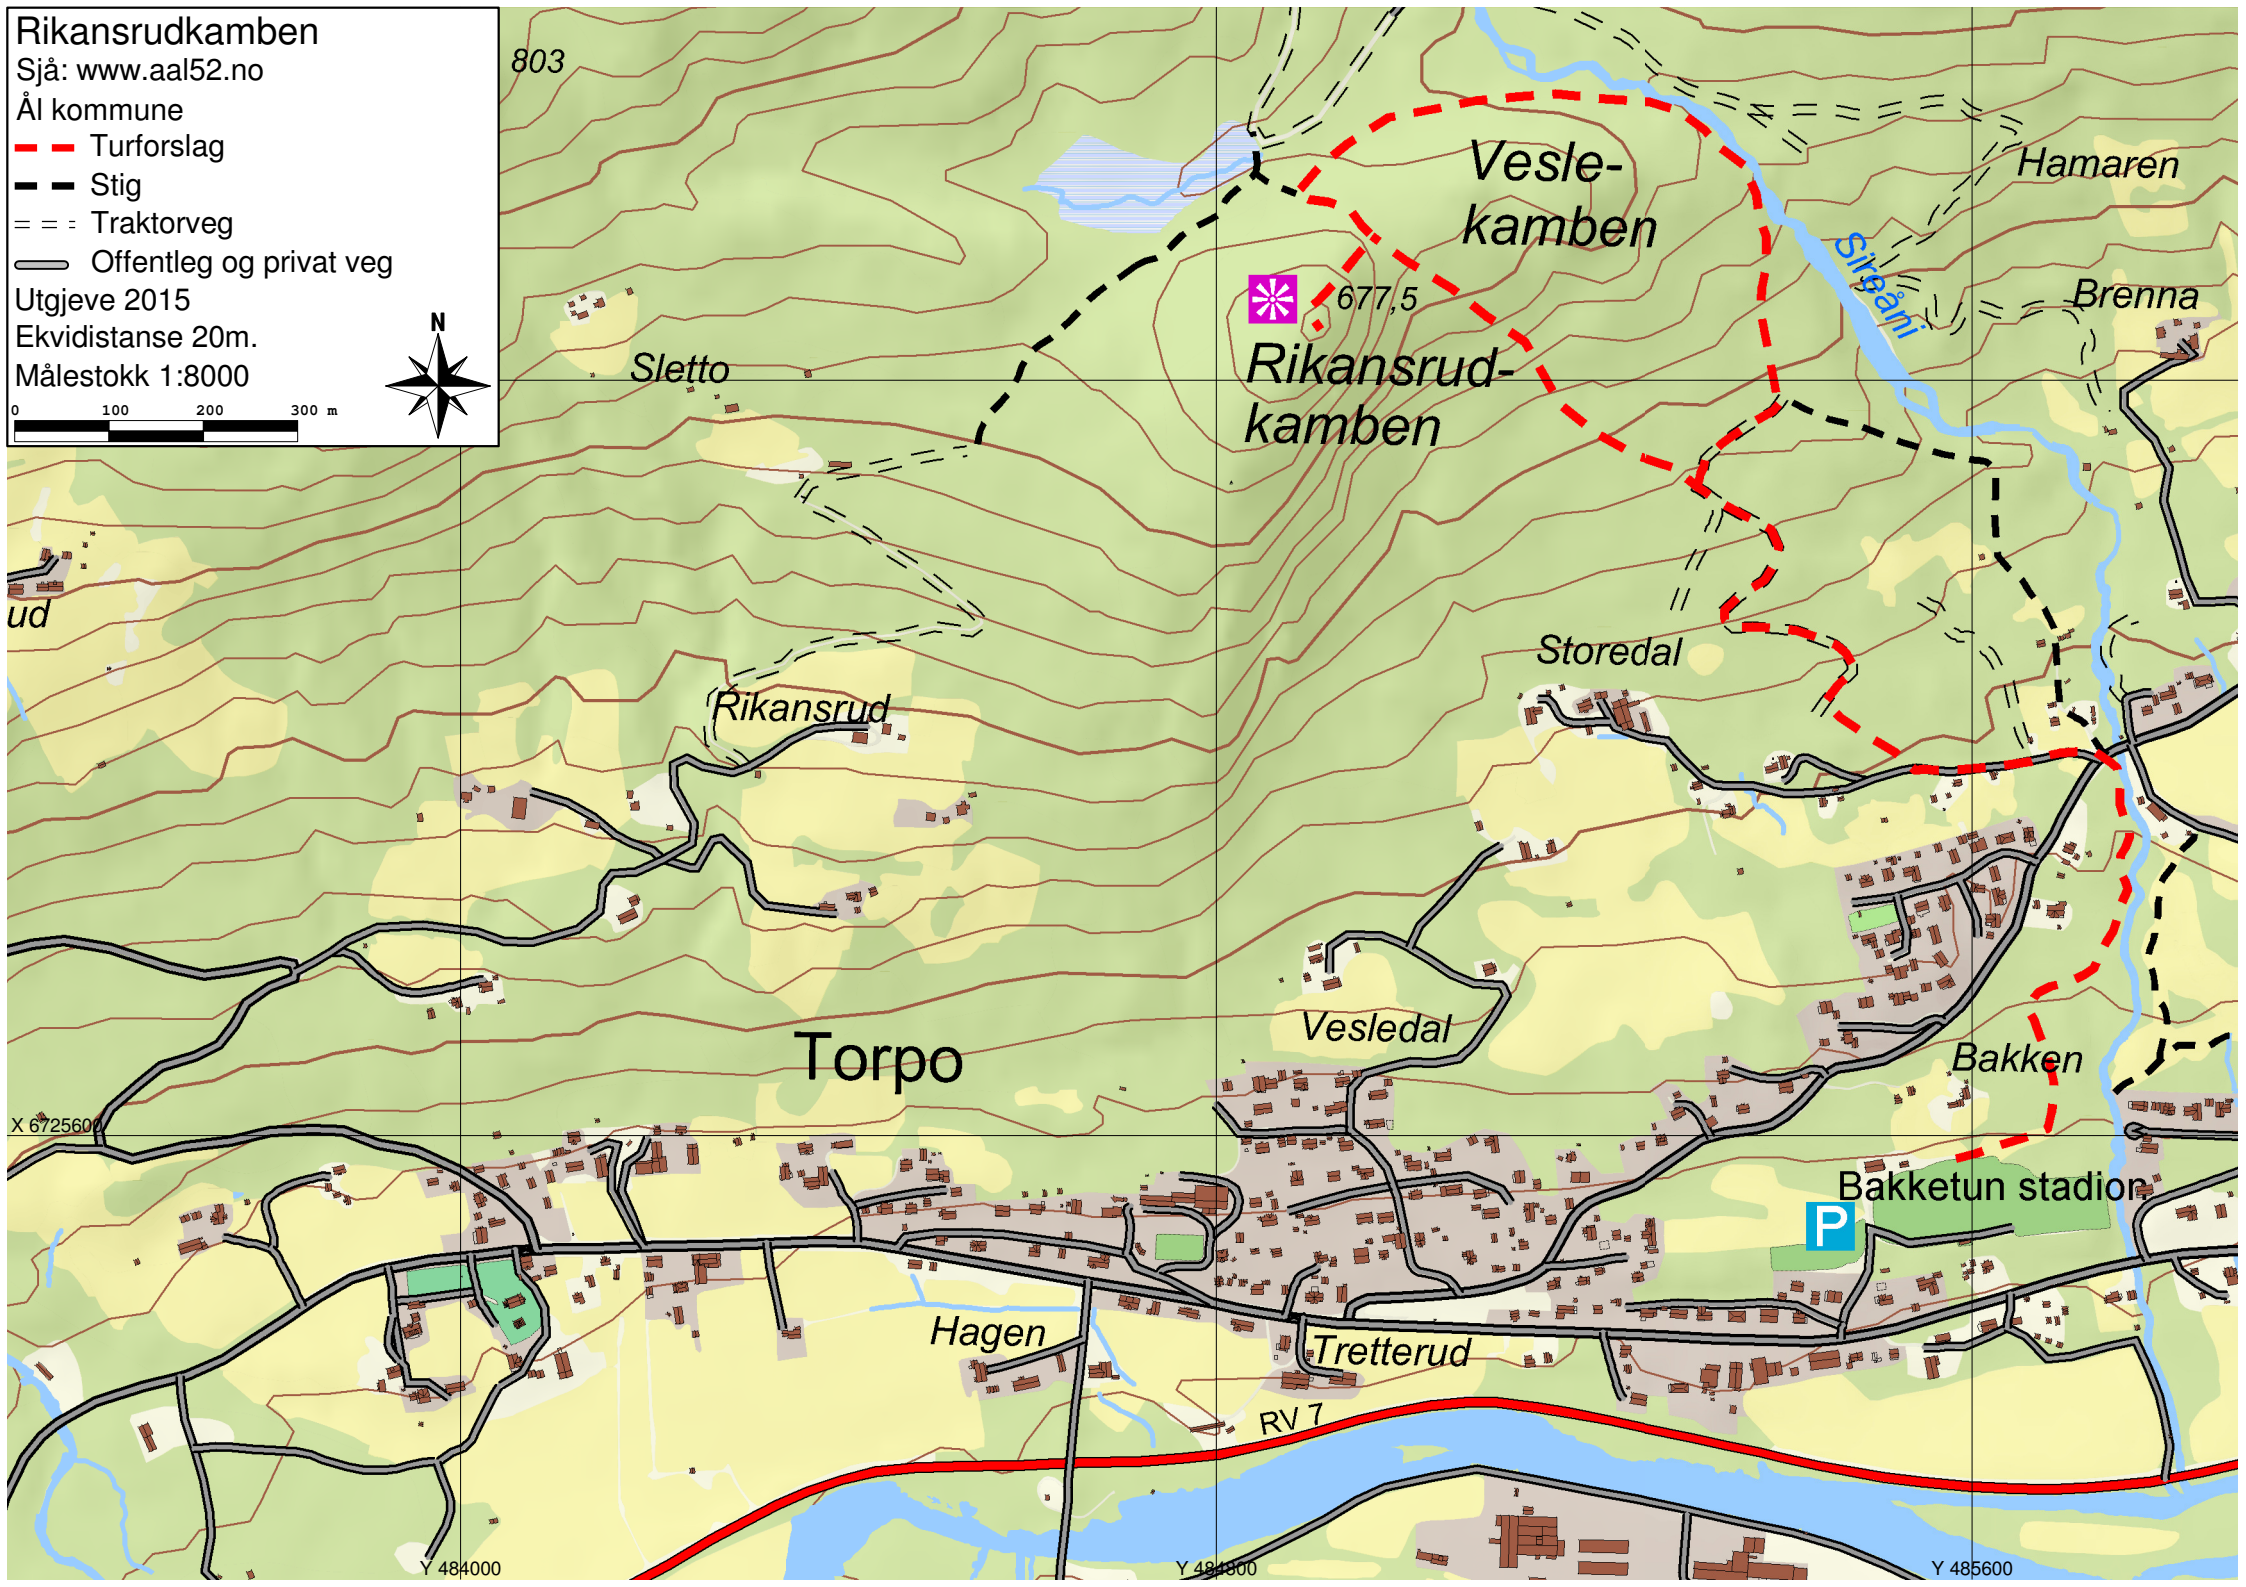 Rikansrudkamben
Sjå: www.aal52.no
Ål kommune
Turforslag
Stig
Traktorveg
Offentleg og privat veg
Utgjeve 2015
Ekvidistanse 20m.
Målestokk 1:8000
0 100 200 300 m
N
803
Vesle-
kamben
Hamaren
Sireåni
Brenna
677,5
Rikansrud-
kamben
Sletto
ud
Storedal
Rikansrud
Vesledal
Torpo
Bakken
X 6725600
Bakketun stadion
P
Hagen
Tretterud
RV 7
Y 484000
Y 484800
Y 485600